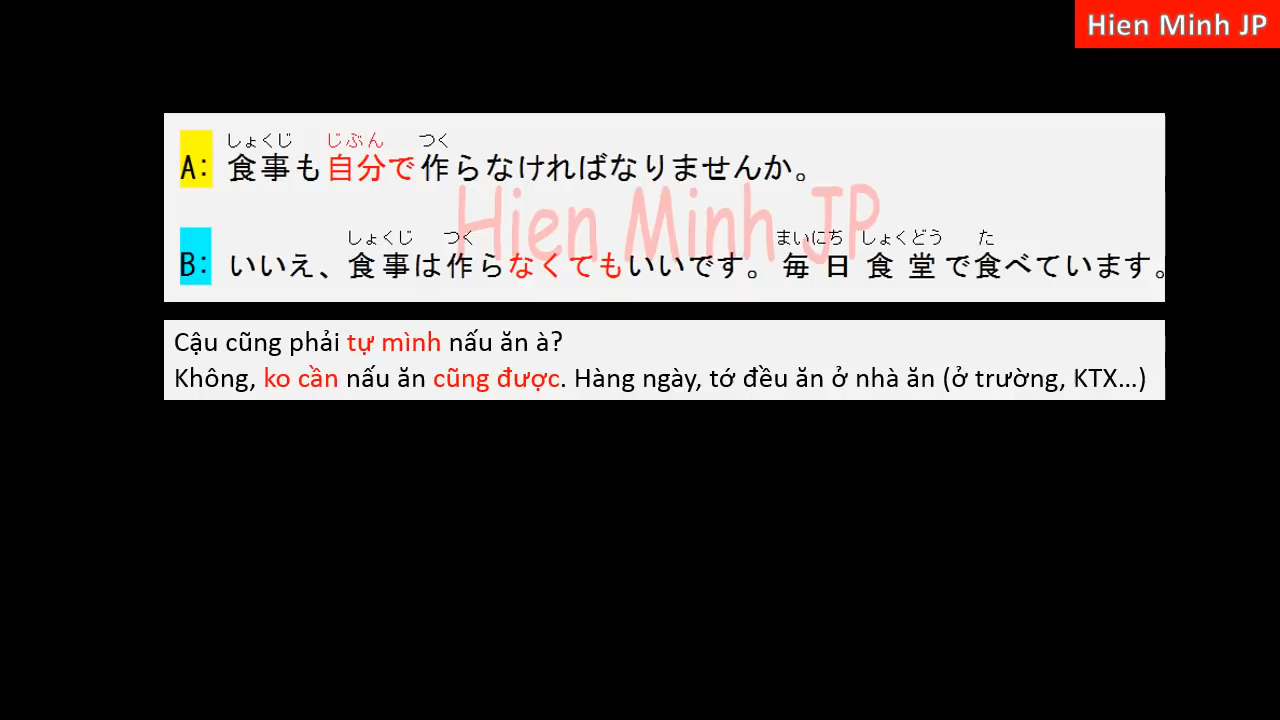 Hien Minh JP
しょくじ じぶん つく
A: 食事も自分で作らなければなりませんか。
Hien Minh JP
しょくじ つく まいにち しょくどう た
B: いいえ、食事は作らなくてもいいです。毎日食堂で食べています。
Cậu cũng phải tự mình nấu ăn à?
Không, ko cần nấu ăn cũng được. Hàng ngày, tớ đều ăn ở nhà ăn (ở trường, KTX...)